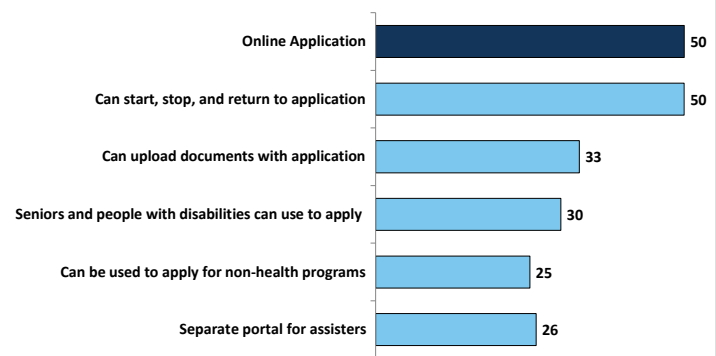 Online Application 50
Can start, stop, and return to application 50
Can upload documents with application 33
Seniors and people with disabilities can use to apply 30
Can be used to apply for non-health programs 25
Separate portal for assisters 26